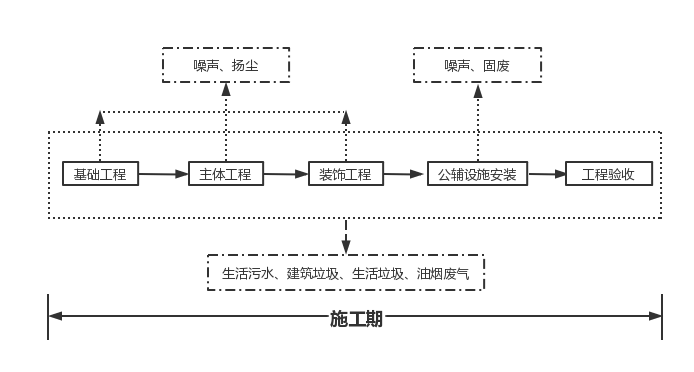 噪声、扬尘
噪声、固废
基础工程
主体工程
装饰工程
公辅设施安装
工程验收
生活污水、建筑垃圾、生活垃圾、油烟废气
施工期